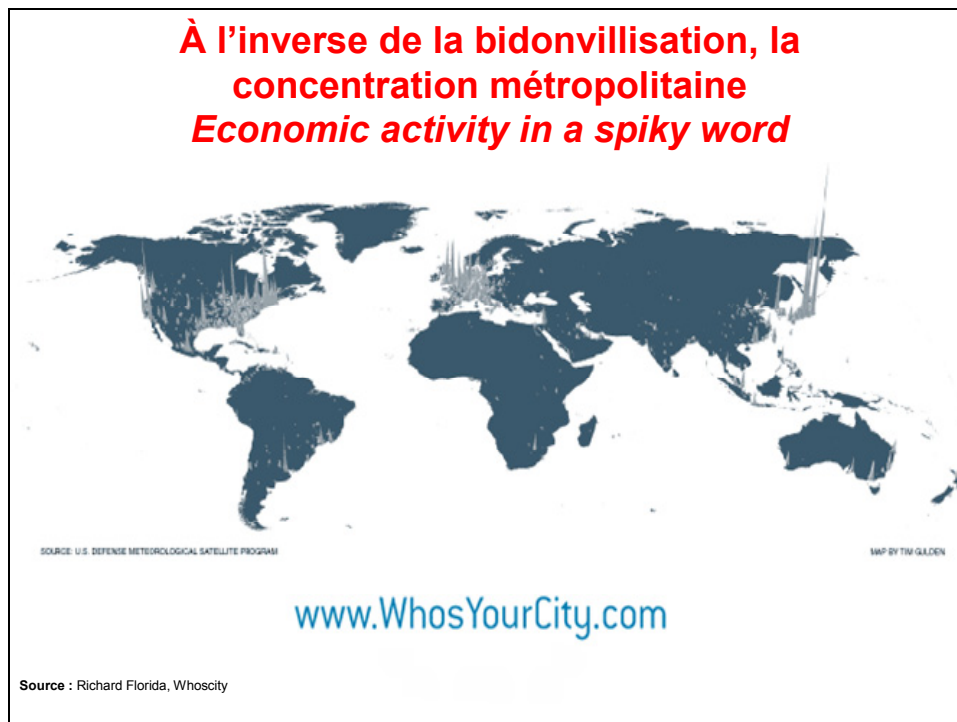 À l’inverse de la bidonvillisation, la
concentration métropolitaine
Economic activity in a spiky word
SOURCE: U.S. DEFENSE METEOROLOGICAL SATELLITE PROGRAM
MAP BY TIM GULDEN
www.WhosYourCity.com
Source : Richard Florida, Whoscity